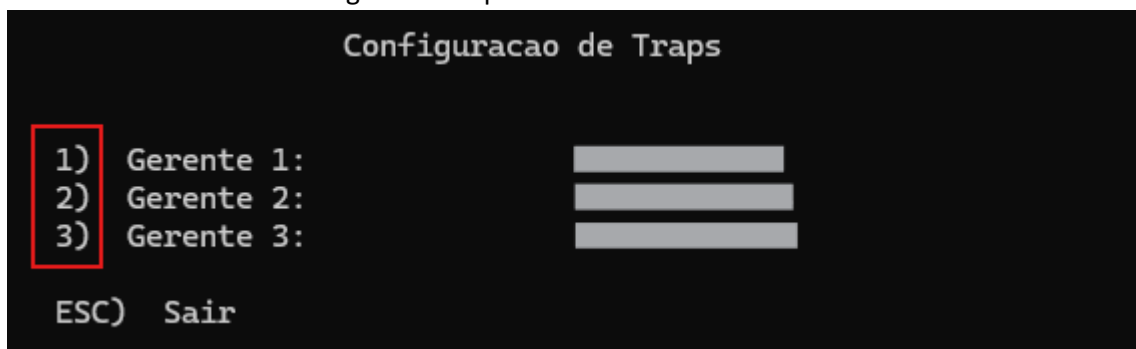 Configuracao de Traps
1) Gerente 1:
2) Gerente 2:
3) Gerente 3:
ESC) Sair